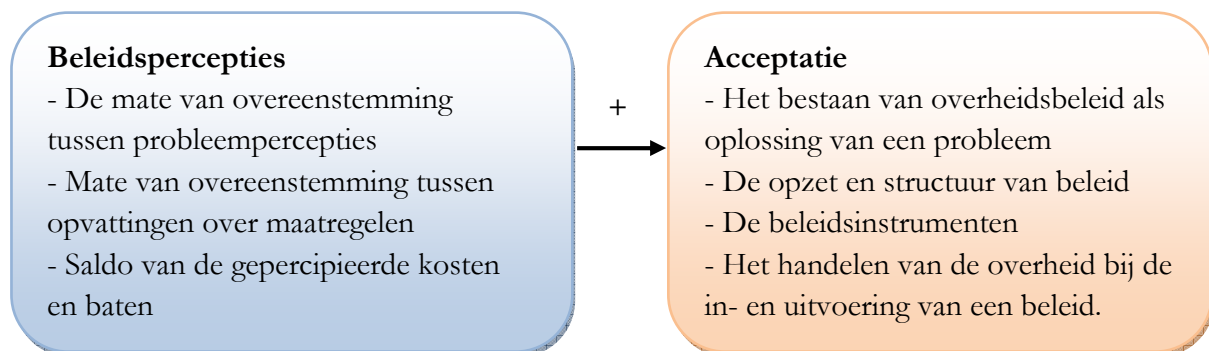 Beleidspercepties
- De mate van overeenstemming
tussen probleempercepties
- Mate van overeenstemming tussen
opvattingen over maatregelen
- Saldo van de gepercipieerde kosten
en baten
+
Acceptatie
- Het bestaan van overheidsbeleid als
oplossing van een probleem
- De opzet en structuur van beleid
- De beleidsinstrumenten
- Het handelen van de overheid bij de
in- en uitvoering van een beleid.